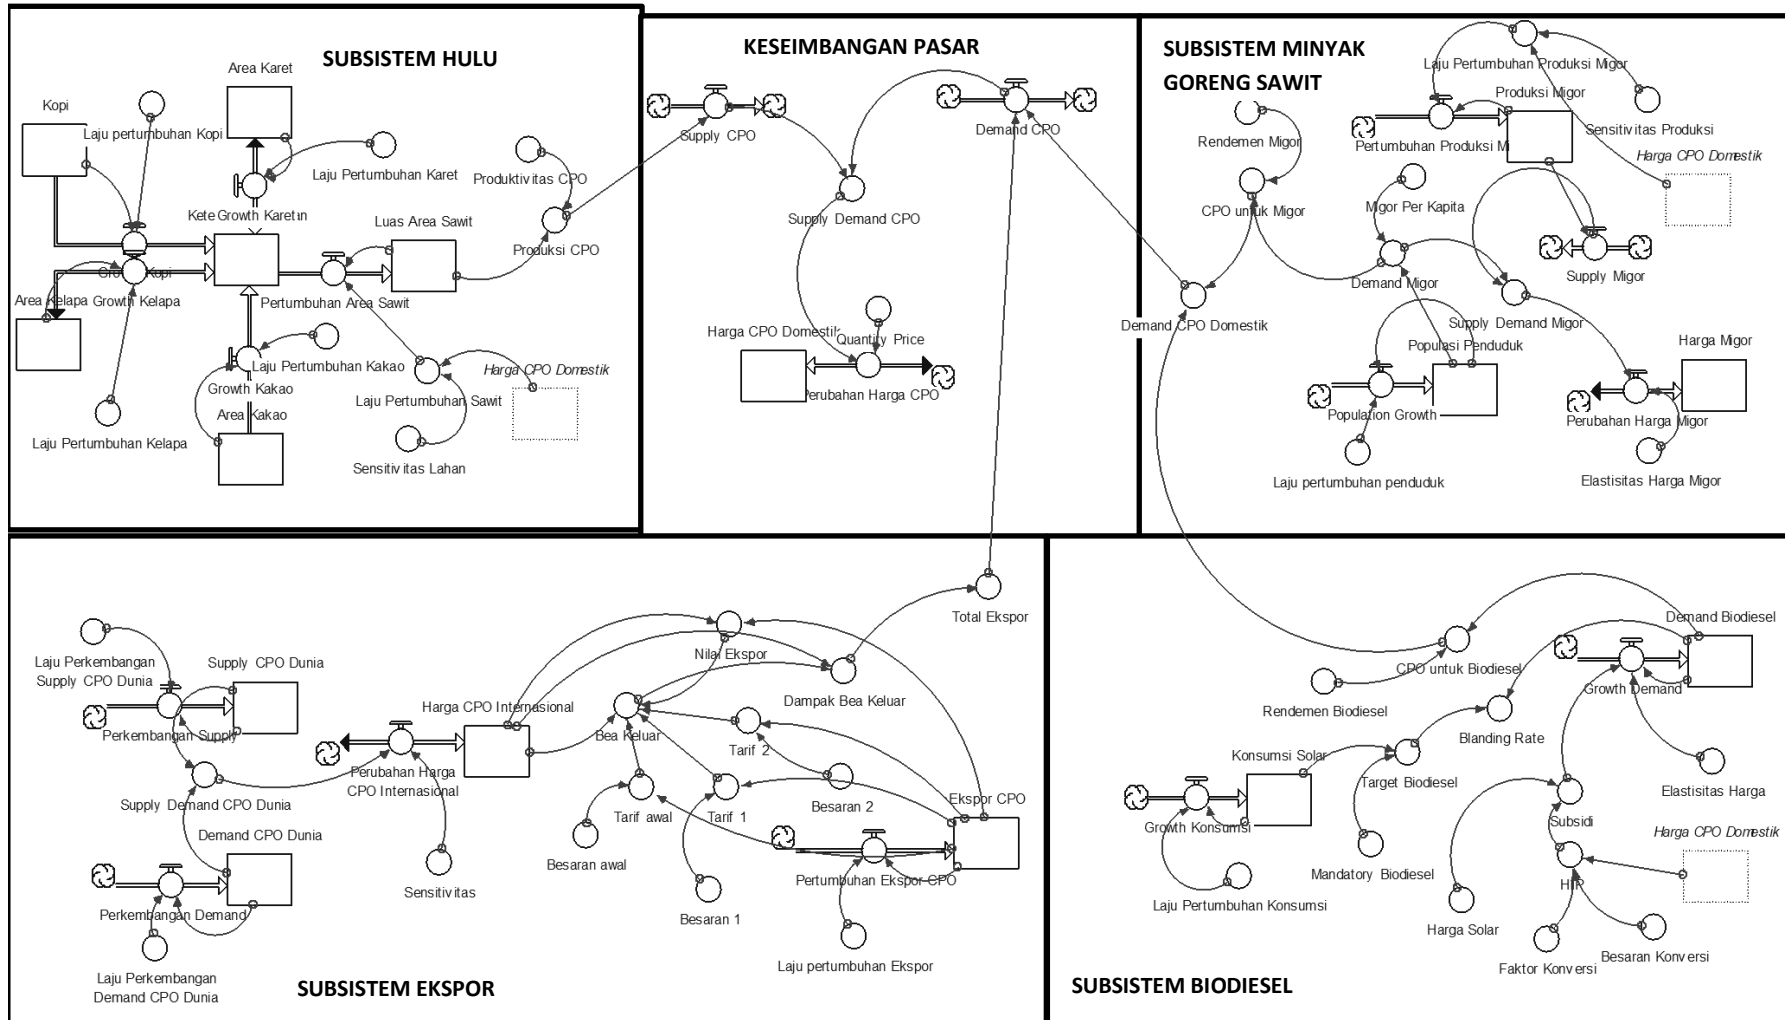 SUBSISTEM HULU
Area Karet
Kopi
Laju pertumbuhan Kopi
Laju Pertumbuhan Karet
Produktivitas CPO
Growth Karet
Luas Area Sawit
Produksi CPO
Area Kelapa
Growth Kelapa
Pertumbuhan Area Sawit
Laju Pertumbuhan Kakao
Growth Kakao
Harga CPO Domestik
Laju Pertumbuhan Sawit
Area Kakao
Laju Pertumbuhan Kelapa
Sensitivitas Lahan
KESEIMBANGAN PASAR
Supply CPO
Demand CPO
Supply Demand CPO
Harga CPO Domestik
Quantity Price
Perubahan Harga CPO
SUBSISTEM MINYAK
GORENG SAWIT
Laju Pertumbuhan Produksi Migor
Produksi Migor
Rendemen Migor
Pertumbuhan Produksi Mi
Sensitivitas Produksi
Harga CPO Domestik
CPO untuk Migor
Migor Per Kapita
Supply Migor
Demand Migor
Demand CPO Domestik
Supply Demand Migor
Populasi Penduduk
Harga Migor
Population Growth
Perubahan Harga Migor
Laju pertumbuhan penduduk
Elastisitas Harga Migor
Total Ekspor
Laju Perkembangan
Supply CPO Dunia
Supply CPO Dunia
Nilai Ekspor
Dampak Bea Keluar
Harga CPO Internasional
Perkembangan Supply
Bea Keluar
Tarif 2
Perubahan Harga
CPO Internasional
Supply Demand CPO Dunia
Tarif awal
Tarif 1
Besaran 2
Ekspor CPO
Demand CPO Dunia
Besaran awal
Pertumbuhan Ekspor CPO
Sensitivitas
Perkembangan Demand
Besaran 1
Laju pertumbuhan Ekspor
Laju Perkembangan
Demand CPO Dunia
SUBSISTEM EKSPOR
Demand Biodiesel
CPO untuk Biodiesel
Growth Demand
Rendemen Biodiesel
Blanding Rate
Konsumsi Solar
Target Biodiesel
Elastisitas Harga
Growth Konsumsi
Subsidi
Harga CPO Domestik
Mandatory Biodiesel
HIP
Laju Pertumbuhan Konsumsi
Harga Solar
Faktor Konversi
Besaran Konversi
SUBSISTEM BIODIESEL